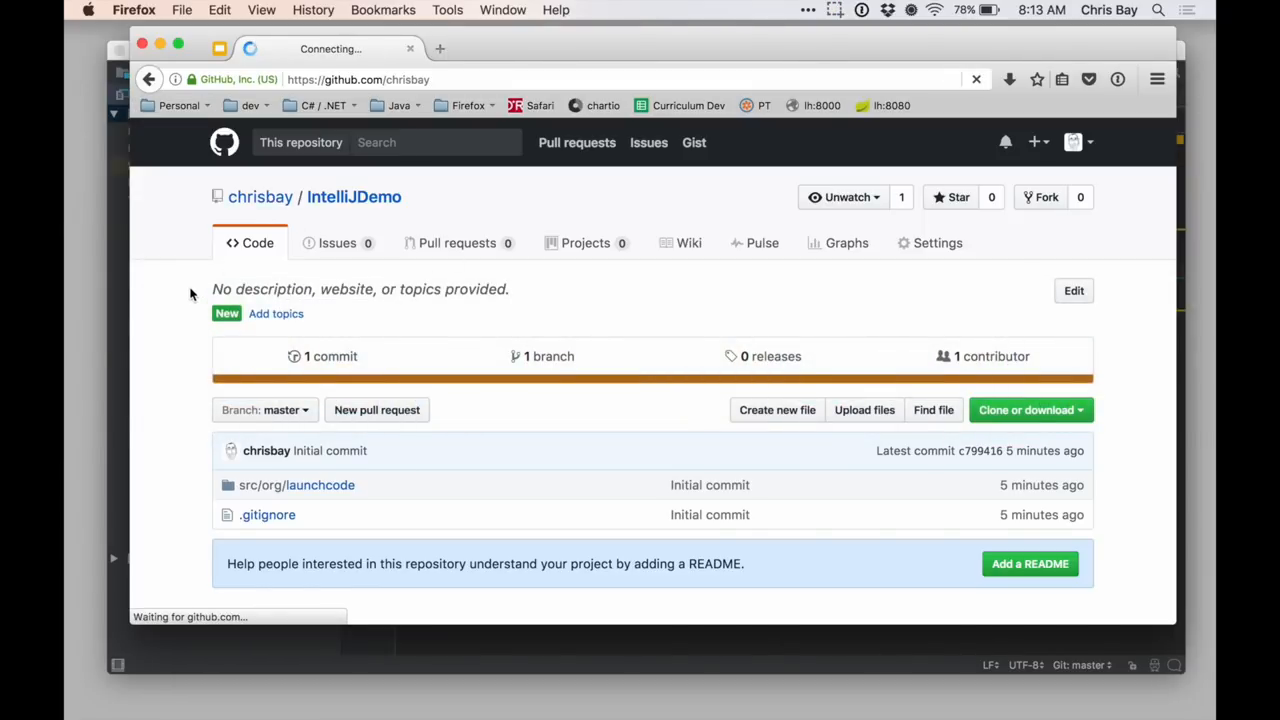 Firefox File Edit View History Bookmarks Tools Window Help 78% 8:13 AM Chris Bay
Connecting...
GitHub, Inc. (US) https://github.com/chrisbay
Personal dev C# / .NET Java Firefox Safari chartio Curriculum Dev PT lh:8000 lh:8080
This repository Search Pull requests Issues Gist
chrisbay / IntelliJDemo Unwatch 1 Star 0 Fork 0
Code Issues 0 Pull requests 0 Projects 0 Wiki Pulse Graphs Settings
No description, website, or topics provided. Edit
New Add topics
1 commit 1 branch 0 releases 1 contributor
Branch: master New pull request Create new file Upload files Find file Clone or download
chrisbay Initial commit Latest commit c799416 5 minutes ago
src/org/launchcode Initial commit 5 minutes ago
.gitignore Initial commit 5 minutes ago
Help people interested in this repository understand your project by adding a README. Add a README
Waiting for github.com...
LF UTF-8 Git: master